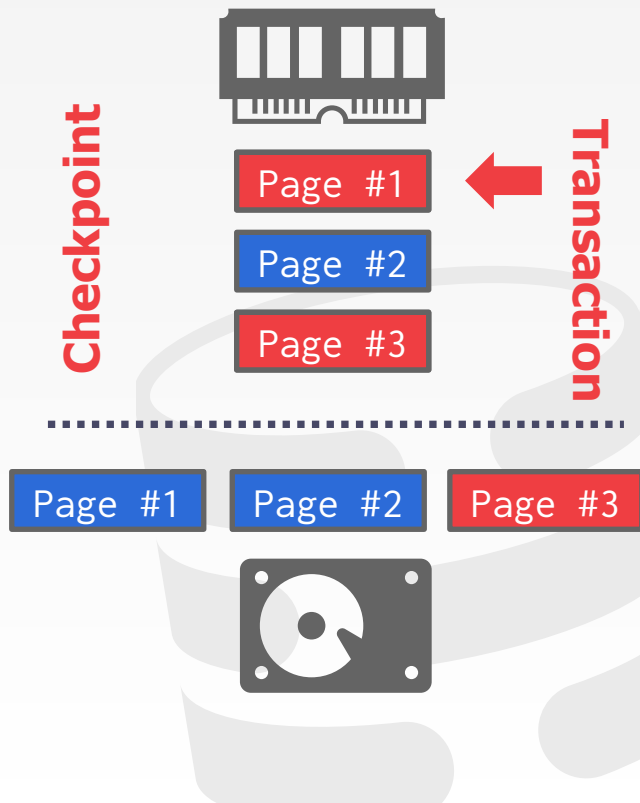 Checkpoint
Page #1
Page #2
Page #3
Transaction
Page #1
Page #2
Page #3